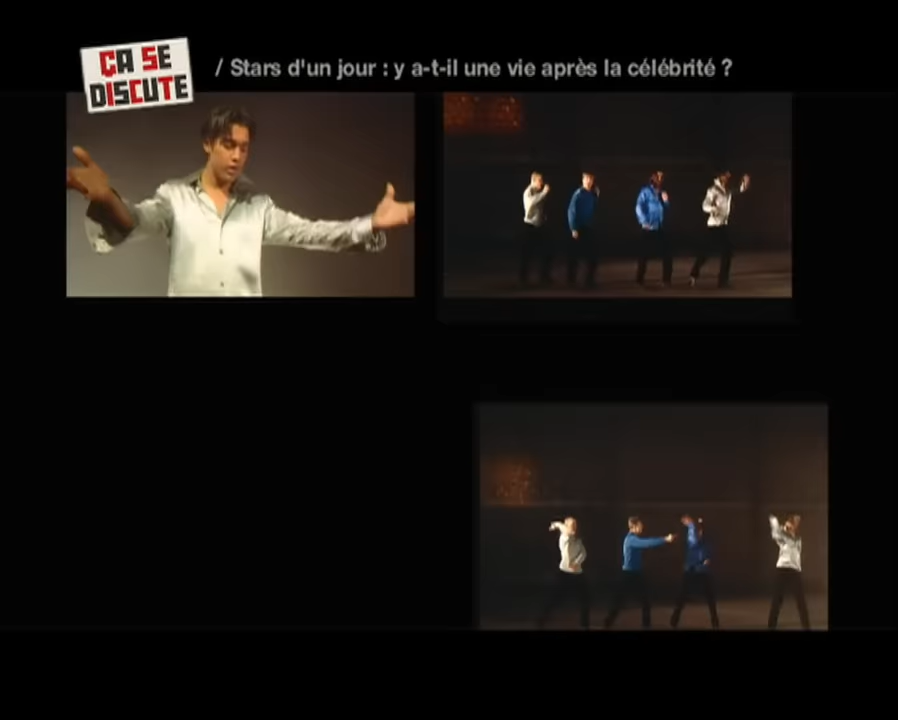 ÇA SE
DISCUTE
/ Stars d'un jour : y a-t-il une vie après la célébrité ?